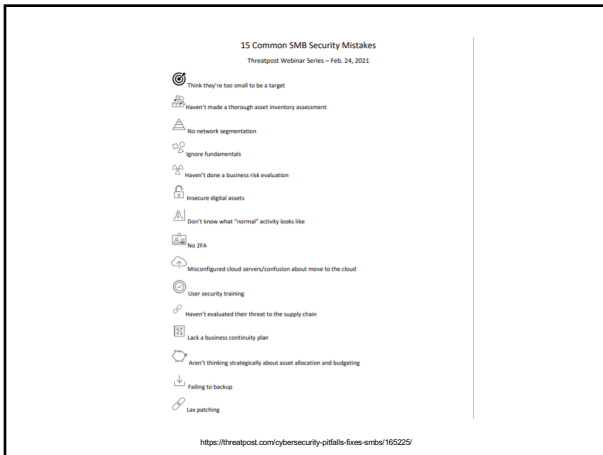 15 Common SMB Security Mistakes
Threatpost Webinar Series – Feb. 24, 2021
Think they're too small to be a target
Haven't made a thorough asset inventory assessment
No network segmentation
Ignore fundamentals
Haven't done a business risk evaluation
Insecure digital assets
Don't know what "normal" activity looks like
No 2FA
Misconfigured cloud servers/confusion about move to the cloud
User security training
Haven't evaluated their threat to the supply chain
Lack a business continuity plan
Aren't thinking strategically about asset allocation and budgeting
Failing to backup
Lax patching
https://threatpost.com/cybersecurity-pitfalls-fixes-smbs/165225/